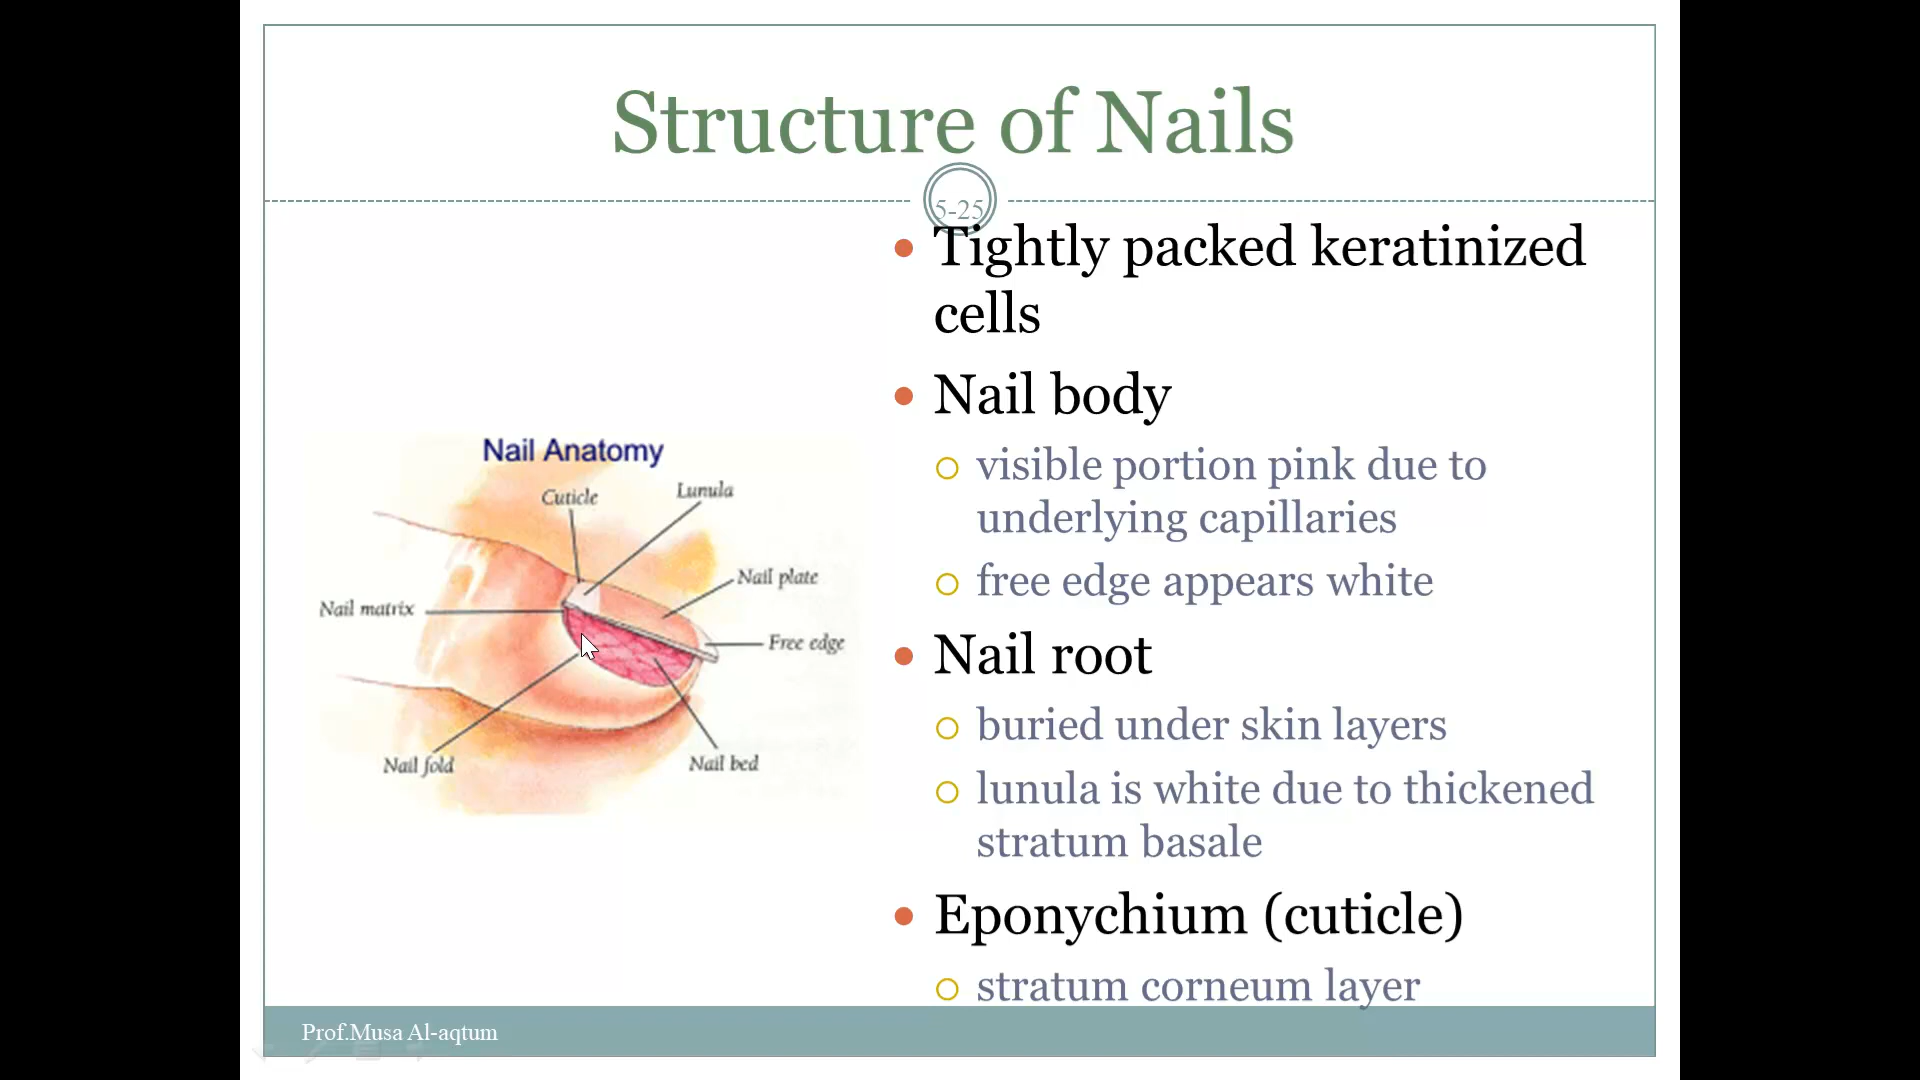 Structure of Nails
5-25
Tightly packed keratinized
cells
Nail body
visible portion pink due to
underlying capillaries
free edge appears white
Nail root
buried under skin layers
lunula is white due to thickened
stratum basale
Eponychium (cuticle)
stratum corneum layer
Nail Anatomy
Cuticle
Lunula
Nail plate
Nail matrix
Free edge
Nail fold
Nail bed
Prof.Musa Al-aqtum